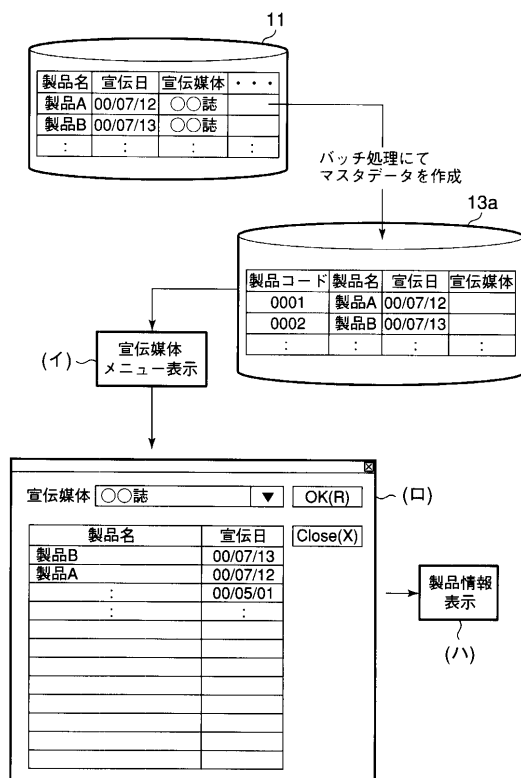 11
製品名 宣伝日 宣伝媒体 ・・・
製品A 00/07/12 ○○誌
製品B 00/07/13 ○○誌
: : : :
バッチ処理にて
マスタデータを作成
13a
製品コード 製品名 宣伝日 宣伝媒体
0001 製品A 00/07/12
0002 製品B 00/07/13
: : : :
(イ)
宣伝媒体
メニュー表示
宣伝媒体 ○○誌 ▼ OK(R)
(ロ)
Close(X)
製品名 宣伝日
製品B 00/07/13
製品A 00/07/12
: 00/05/01
: :
製品情報
表示
(ハ)